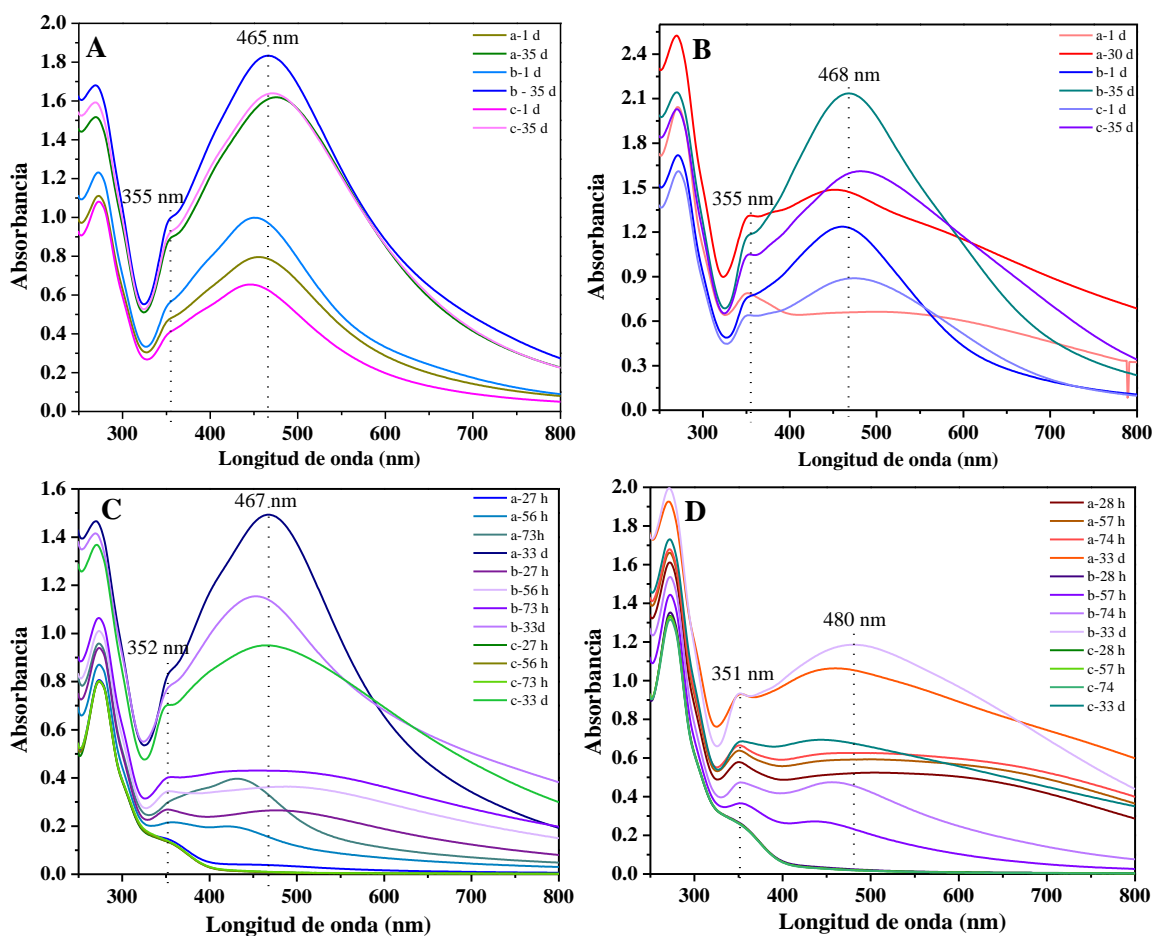 A
465 nm
355 nm
a-1 d
a-35 d
b-1 d
b - 35 d
c-1 d
c-35 d
2.0
1.8
1.6
1.4
1.2
1.0
0.8
0.6
0.4
0.2
0.0
Absorbancia
300 400 500 600 700 800
Longitud de onda (nm)
B
468 nm
355 nm
a-1 d
a-30 d
b-1 d
b-35 d
c-1 d
c-35 d
2.4
2.1
1.8
1.5
1.2
0.9
0.6
0.3
0.0
Absorbancia
300 400 500 600 700 800
Longitud de onda (nm)
C
467 nm
352 nm
a-27 h
a-56 h
a-73h
a-33 d
b-27 h
b-56 h
b-73 h
b-33d
c-27 h
c-56 h
c-73 h
c-33 d
1.6
1.4
1.2
1.0
0.8
0.6
0.4
0.2
0.0
Absorbancia
300 400 500 600 700 800
Longitud de onda (nm)
D
480 nm
351 nm
a-28 h
a-57 h
a-74 h
a-33 d
b-28 h
b-57 h
b-74 h
b-33 d
c-28 h
c-57 h
c-74
c-33 d
2.0
1.8
1.6
1.4
1.2
1.0
0.8
0.6
0.4
0.2
0.0
Absorbancia
300 400 500 600 700 800
Longitud de onda (nm)